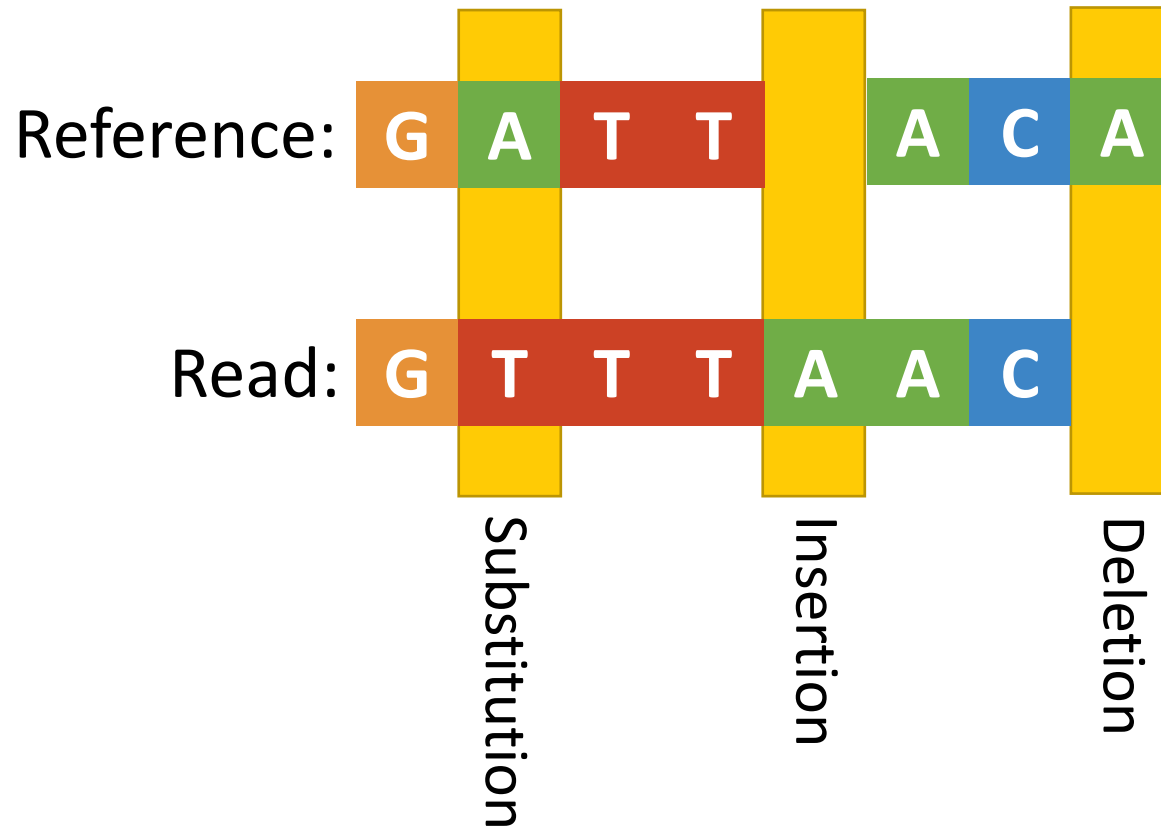 Reference: G A T T A C A
Read: G T T T A A C
Substitution
Insertion
Deletion